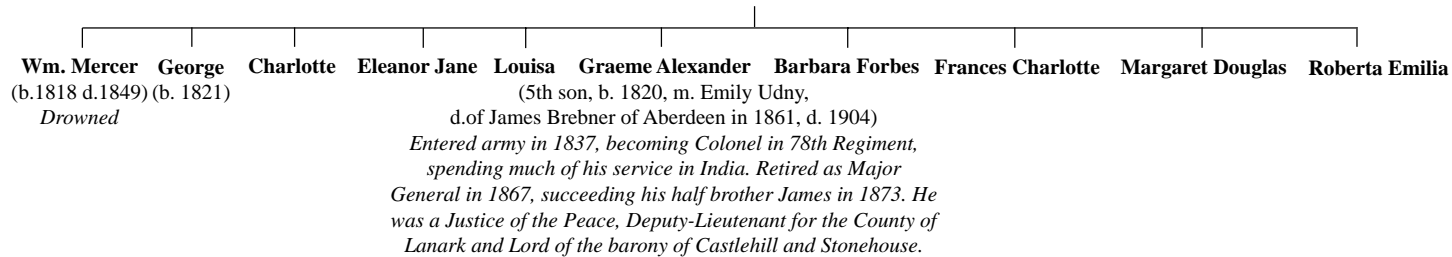 Wm. Mercer George Charlotte Eleanor Jane Louisa Graeme Alexander Barbara Forbes Frances Charlotte Margaret Douglas Roberta Emilia
(b.1818 d.1849) (b. 1821) (5th son, b. 1820, m. Emily Udny,
Drowned d.of James Brebner of Aberdeen in 1861, d. 1904)
Entered army in 1837, becoming Colonel in 78th Regiment,
spending much of his service in India. Retired as Major
General in 1867, succeeding his half brother James in 1873. He
was a Justice of the Peace, Deputy-Lieutenant for the County of
Lanark and Lord of the barony of Castlehill and Stonehouse.